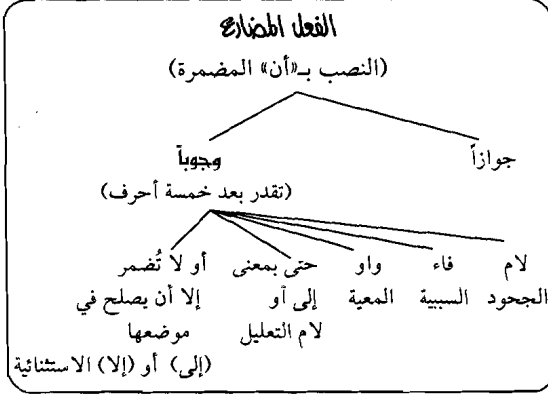 الفعل المضارع
(النصب بـ«أن» المضمرة)
جوازاً
وجوباً
(تقدر بعد خمسة أحرف)
لام
الجحود
فاء
السببية
واو
المعية
حتى بمعنى
إلى أو
لام التعليل
أو لا تُضمر
إلا أن يصلح في
موضعها
(إلى) أو (إلا) الاستثنائية